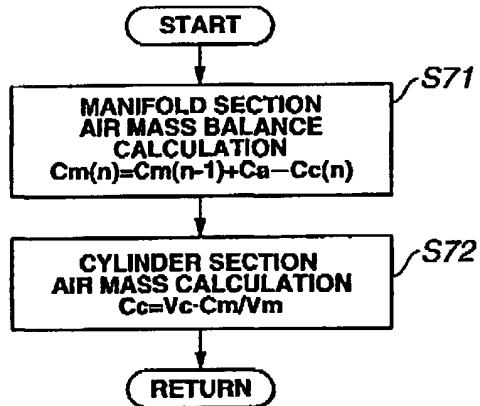 START
S71
MANIFOLD SECTION
AIR MASS BALANCE
CALCULATION
Cm(n)=Cm(n-1)+Ca-Cc(n)
S72
CYLINDER SECTION
AIR MASS CALCULATION
Cc=Vc·Cm/Vm
RETURN